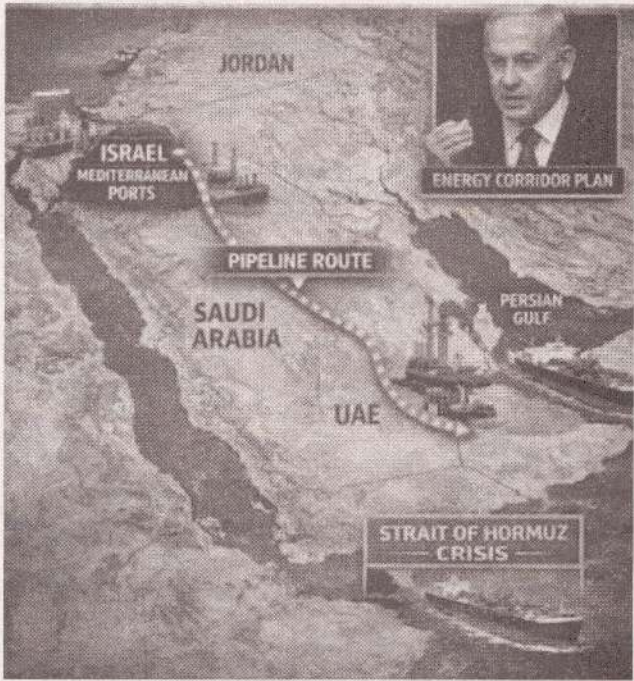 JORDAN
ISRAEL
MEDITERRANEAN
PORTS
ENERGY CORRIDOR PLAN
PIPELINE ROUTE
PERSIAN
GULF
SAUDI
ARABIA
UAE
STRAIT OF HORMUZ
CRISIS